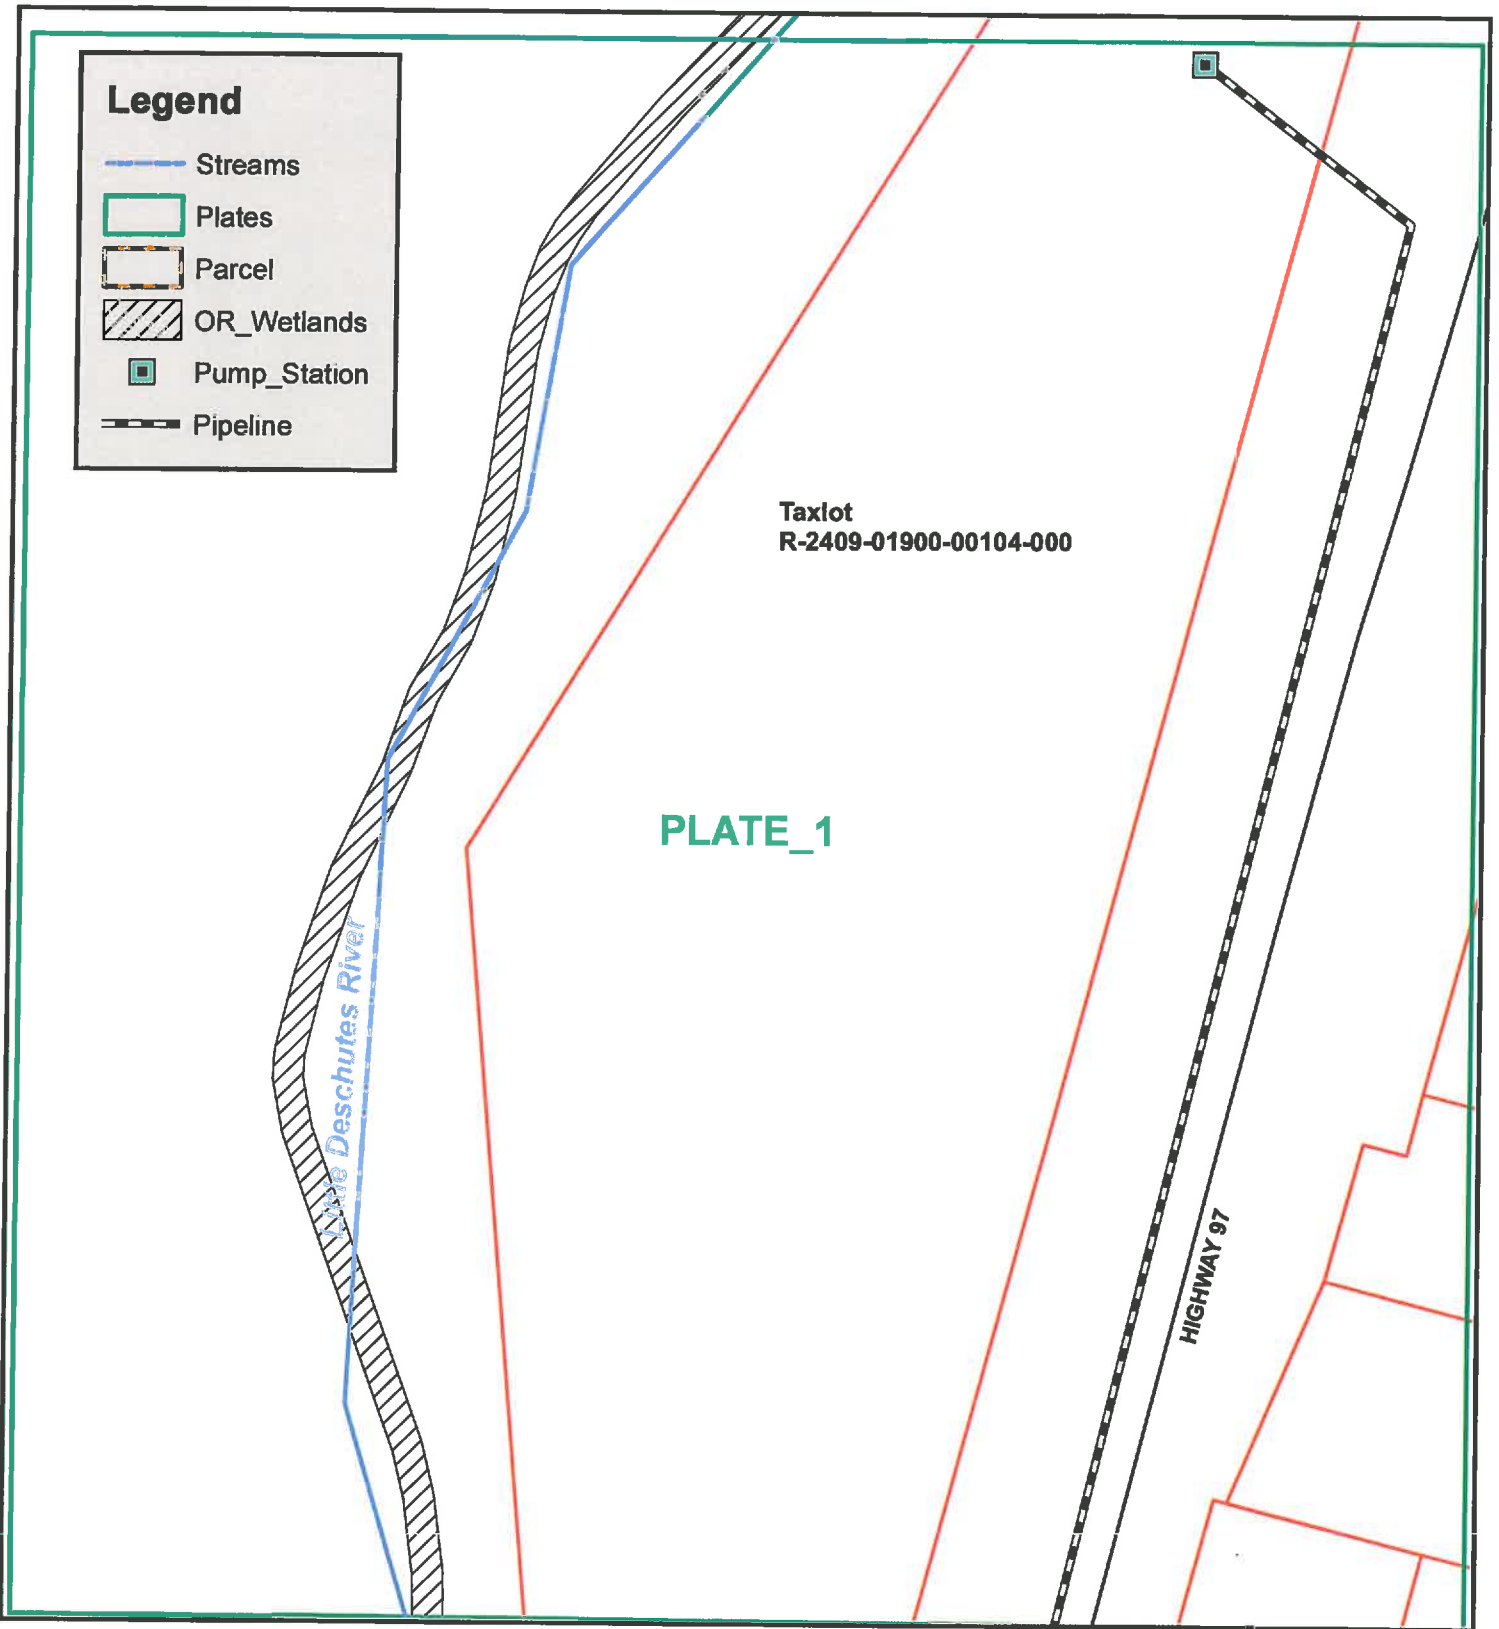 Legend
Streams
Plates
Parcel
OR_Wetlands
Pump_Station
Pipeline
Taxlot
R-2409-01900-00104-000
PLATE_1
Little Deschutes River
HIGHWAY 97